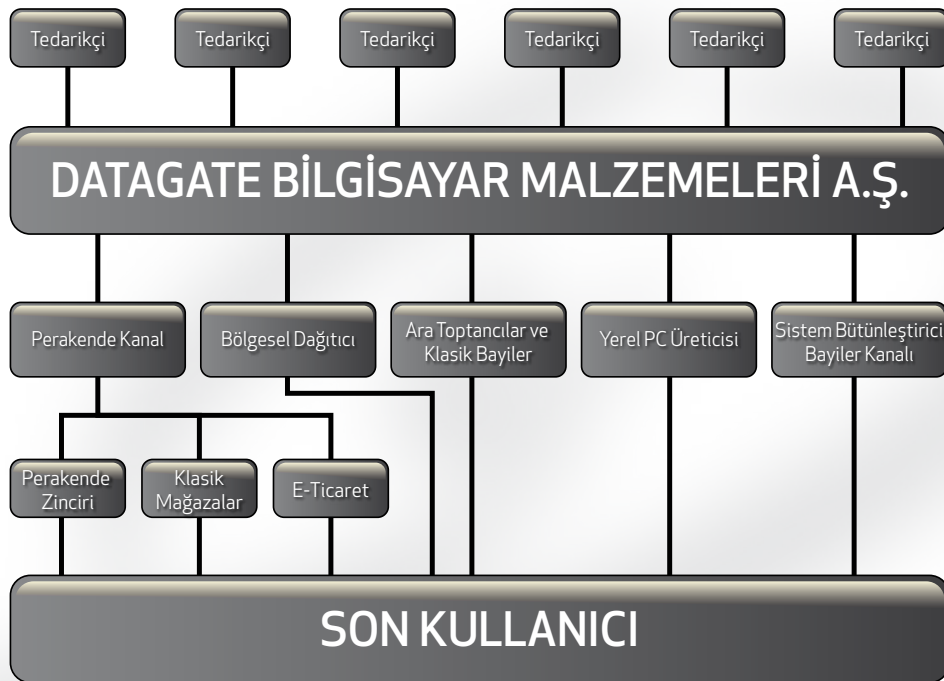 Tedarikçi
Tedarikçi
Tedarikçi
Tedarikçi
Tedarikçi
Tedarikçi
DATAGATE BİLGİSAYAR MALZEMELERİ A.Ş.
Perakende Kanal
Bölgesel Dağıtıcı
Ara Toptancılar ve
Klasik Bayiler
Yerel PC Üreticisi
Sistem Bütünleştirici
Bayiler Kanalı
Perakende
Zinciri
Klasik
Mağazalar
E-Ticaret
SON KULLANICI